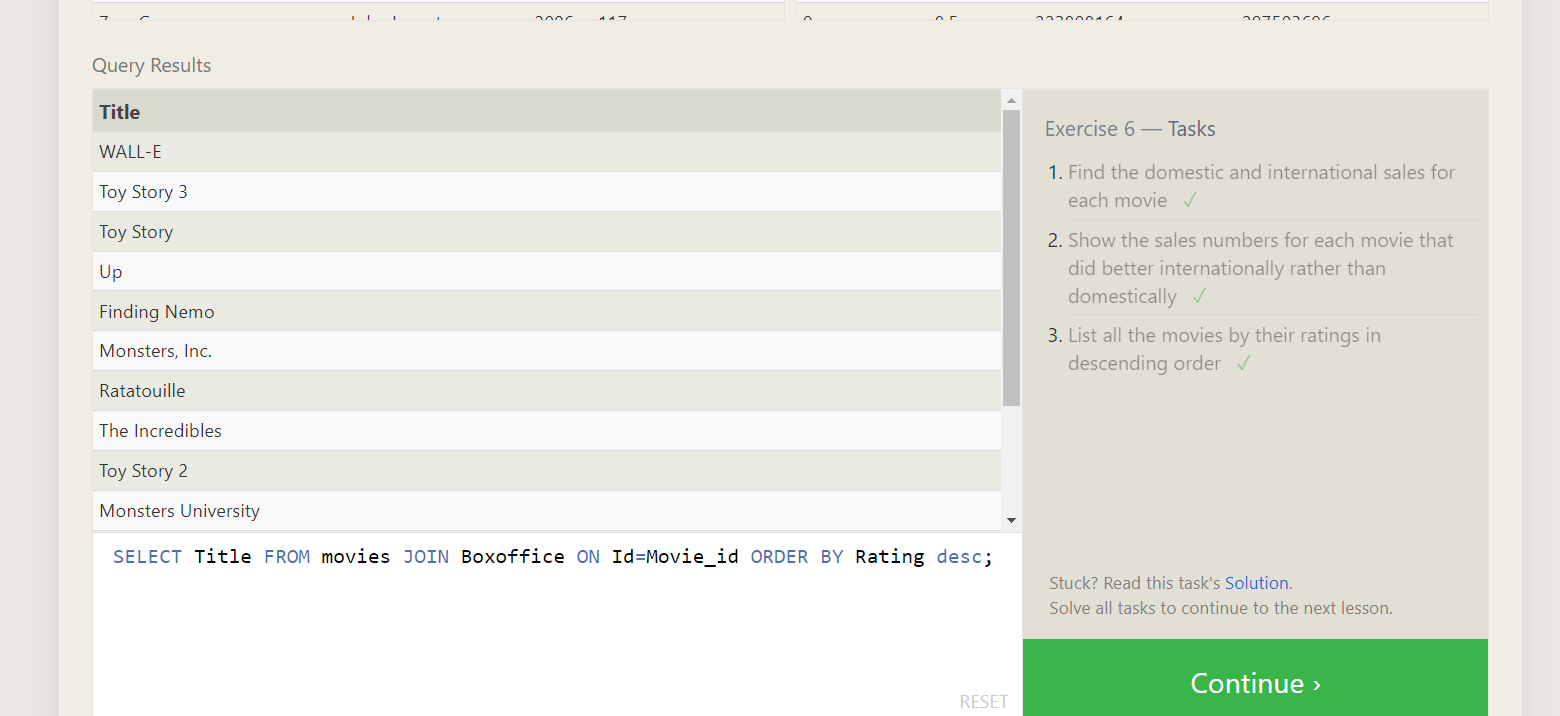 Query Results
Title
WALL-E
Toy Story 3
Toy Story
Up
Finding Nemo
Monsters, Inc.
Ratatouille
The Incredibles
Toy Story 2
Monsters University
SELECT Title FROM movies JOIN Boxoffice ON Id=Movie_id ORDER BY Rating desc;
RESET
Exercise 6 — Tasks
1. Find the domestic and international sales for
each movie ✓
2. Show the sales numbers for each movie that
did better internationally rather than
domestically ✓
3. List all the movies by their ratings in
descending order ✓
Stuck? Read this task's Solution.
Solve all tasks to continue to the next lesson.
Continue ›